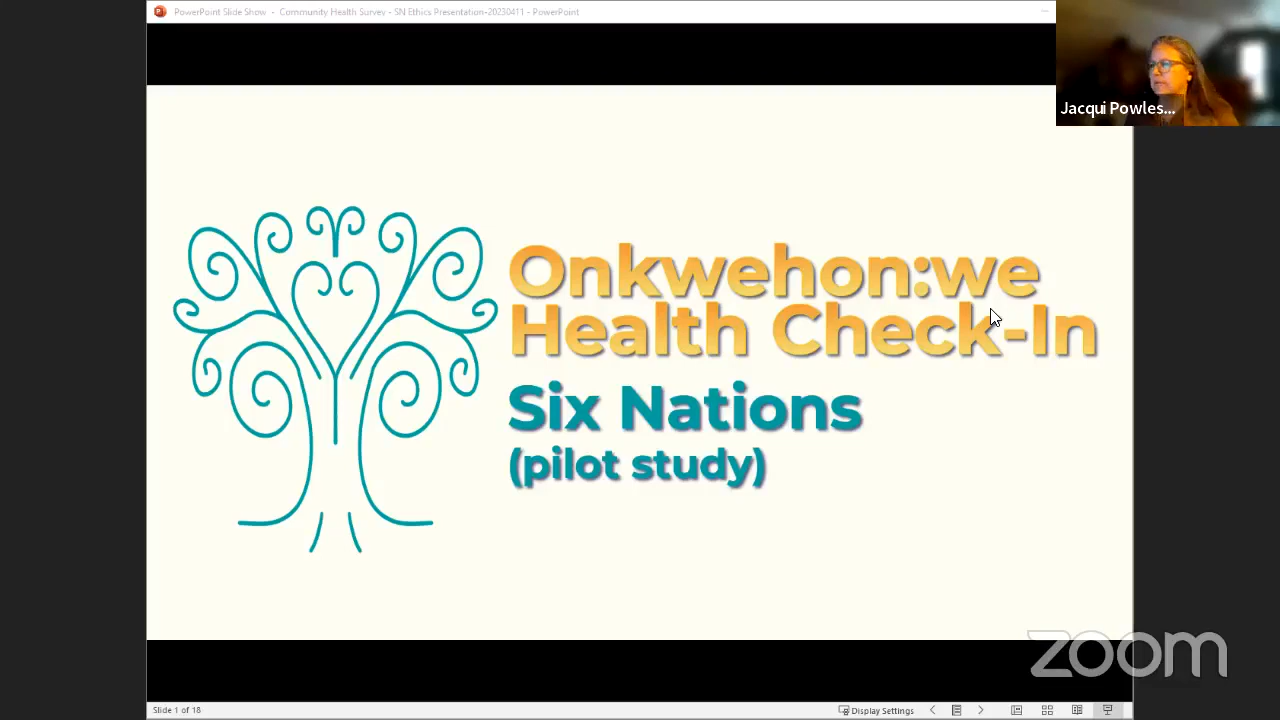 PowerPoint Slide Show - Community Health Survey - SN Ethics Presentation-20230411 - PowerPoint
Jacqui Powles...
Onkwehon:we
Health Check-In
Six Nations
(pilot study)
zoom
Slide 1 of 18
Display Settings